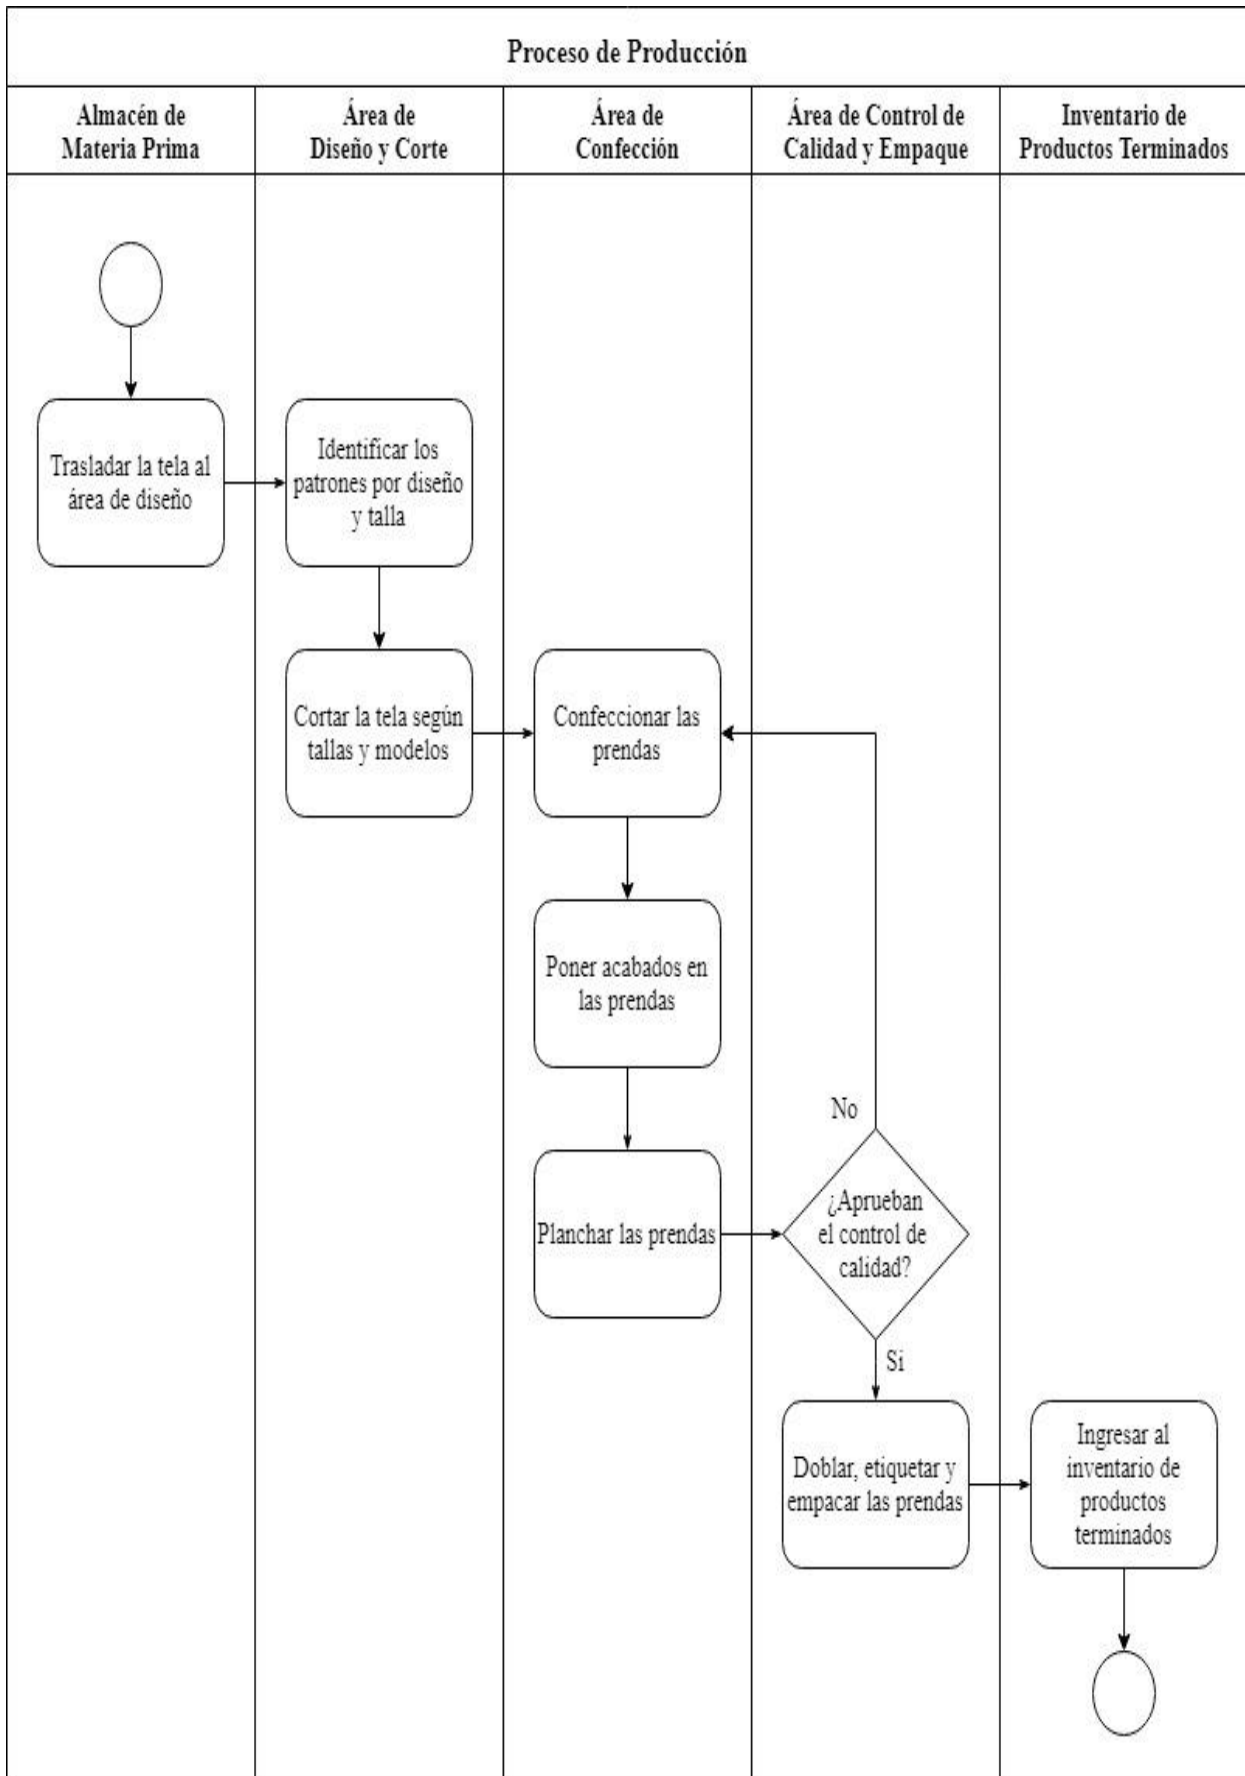 Proceso de Producción
Almacén de
Materia Prima
Área de
Diseño y Corte
Área de
Confección
Área de Control de
Calidad y Empaque
Inventario de
Productos Terminados
Trasladar la tela al
área de diseño
Identificar los
patrones por diseño
y talla
Cortar la tela según
tallas y modelos
Confeccionar las
prendas
Poner acabados en
las prendas
Planchar las prendas
No
¿Aprueban
el control de
calidad?
Si
Doblar, etiquetar y
empacar las prendas
Ingresar al
inventario de
productos
terminados